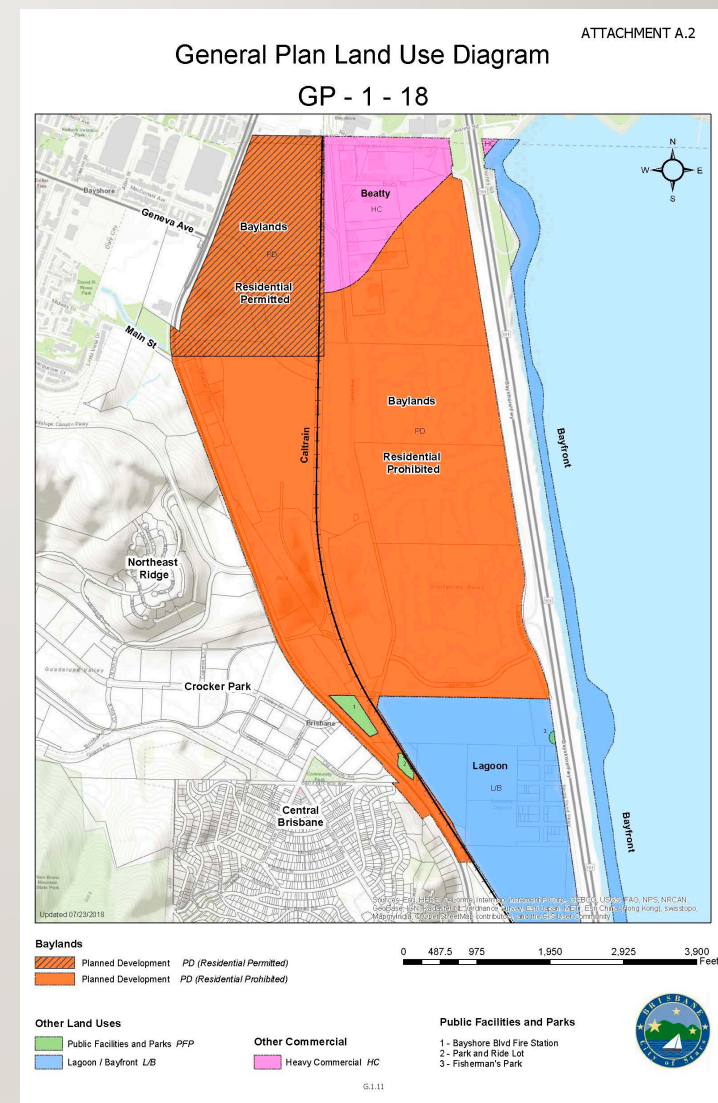 ATTACHMENT A.2
General Plan Land Use Diagram
GP - 1 - 18
N
W
E
S
Bayshore
Geneva Ave
Beatty
HC
HC
Baylands
PD
Residential
Permitted
Main St
Baylands
PD
Residential
Prohibited
Caltrain
Bayfront
Northeast
Ridge
Crocker Park
Brisbane
1
2
3
Lagoon
L/B
Central
Brisbane
Bayfront
Updated 07/23/2018
Baylands
Planned Development PD (Residential Permitted)
Planned Development PD (Residential Prohibited)
0 487.5 975 1,950 2,925 3,900
Feet
Other Land Uses
Public Facilities and Parks PFP
Lagoon / Bayfront L/B
Other Commercial
Heavy Commercial HC
Public Facilities and Parks
1 - Bayshore Blvd Fire Station
2 - Park and Ride Lot
3 - Fisherman's Park
BRISBANE
City of Stars
G.1.11